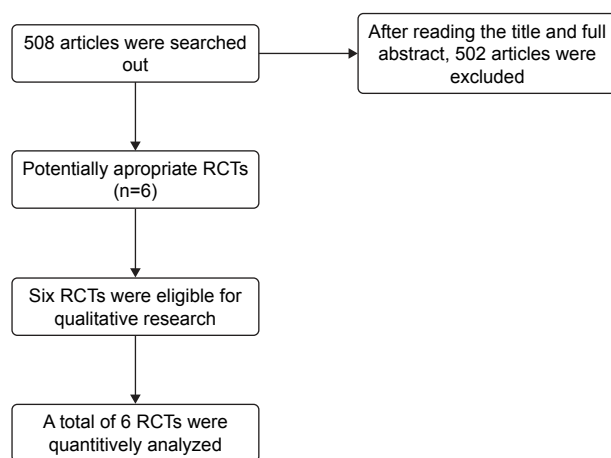 508 articles were searched
out
After reading the title and full
abstract, 502 articles were
excluded
Potentially apropriate RCTs
(n=6)
Six RCTs were eligible for
qualitative research
A total of 6 RCTs were
quantitively analyzed